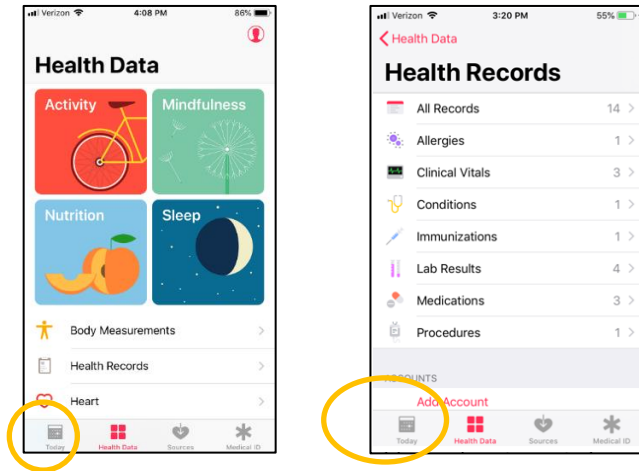 Verizon 4:08 PM 86%
Health Data
Activity Mindfulness
Nutrition Sleep
Body Measurements
Health Records
Heart
Today Health Data Sources Medical ID
Verizon 3:20 PM 55%
Health Data
Health Records
All Records 14
Allergies 1
Clinical Vitals 3
Conditions 1
Immunizations 1
Lab Results 4
Medications 3
Procedures 1
ACCOUNTS
Add Account
Today Health Data Sources Medical ID